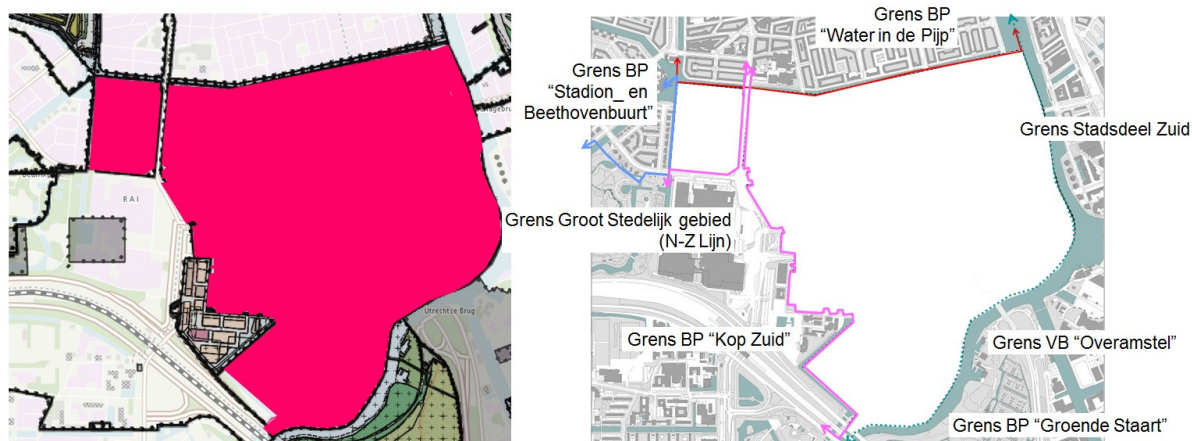 RAI
Utrechtse Brug
Grens BP
“Water in de Pijp”
Grens BP
“Stadion_ en
Beethovenbuurt”
Grens Stadsdeel Zuid
Grens Groot Stedelijk gebied
(N-Z Lijn)
Grens BP “Kop Zuid”
Grens VB “Overamstel”
Grens BP “Groende Staart”